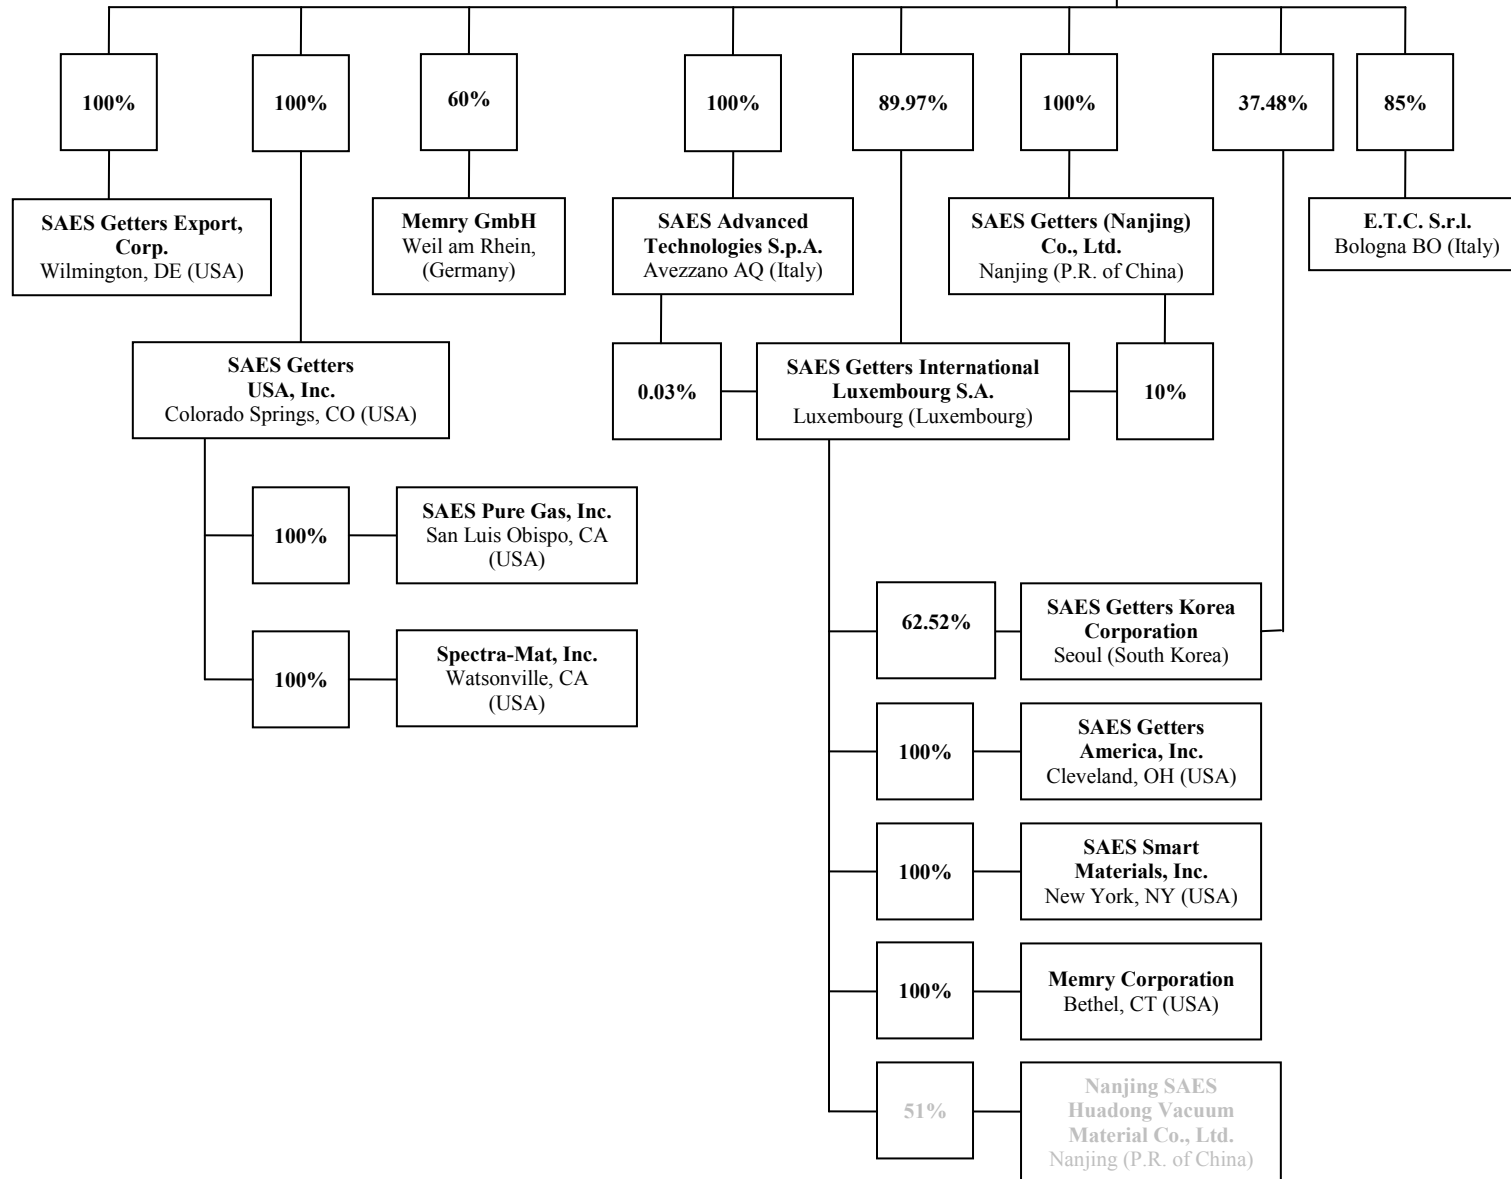 100%
100%
60%
100%
89.97%
100%
37.48%
85%
SAES Getters Export,
Corp.
Wilmington, DE (USA)
Memry GmbH
Weil am Rhein,
(Germany)
SAES Advanced
Technologies S.p.A.
Avezzano AQ (Italy)
SAES Getters (Nanjing)
Co., Ltd.
Nanjing (P.R. of China)
E.T.C. S.r.l.
Bologna BO (Italy)
SAES Getters
USA, Inc.
Colorado Springs, CO (USA)
0.03%
SAES Getters International
Luxembourg S.A.
Luxembourg (Luxembourg)
10%
100%
SAES Pure Gas, Inc.
San Luis Obispo, CA
(USA)
100%
Spectra-Mat, Inc.
Watsonville, CA
(USA)
62.52%
SAES Getters Korea
Corporation
Seoul (South Korea)
100%
SAES Getters
America, Inc.
Cleveland, OH (USA)
100%
SAES Smart
Materials, Inc.
New York, NY (USA)
100%
Memry Corporation
Bethel, CT (USA)
51%
Nanjing SAES
Huadong Vacuum
Material Co., Ltd.
Nanjing (P.R. of China)